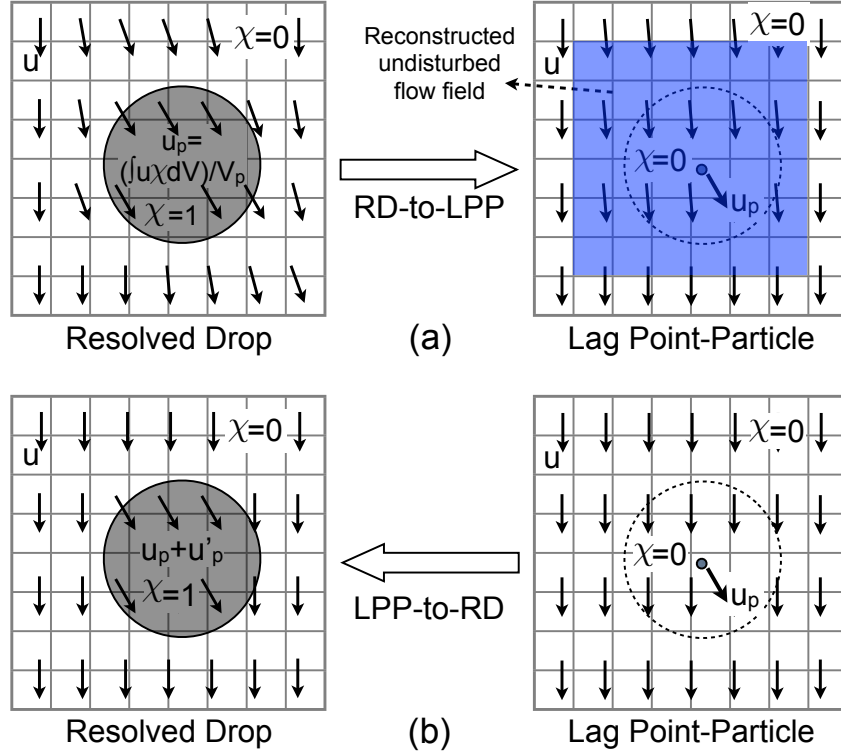 χ=0
u
u_p=
(∫uχdV)/V_p
χ=1
Resolved Drop
Reconstructed
undisturbed
flow field
RD-to-LPP
(a)
χ=0
u
χ=0
u_p
Lag Point-Particle
χ=0
u
u_p+u'_p
χ=1
Resolved Drop
LPP-to-RD
(b)
χ=0
u
χ=0
u_p
Lag Point-Particle